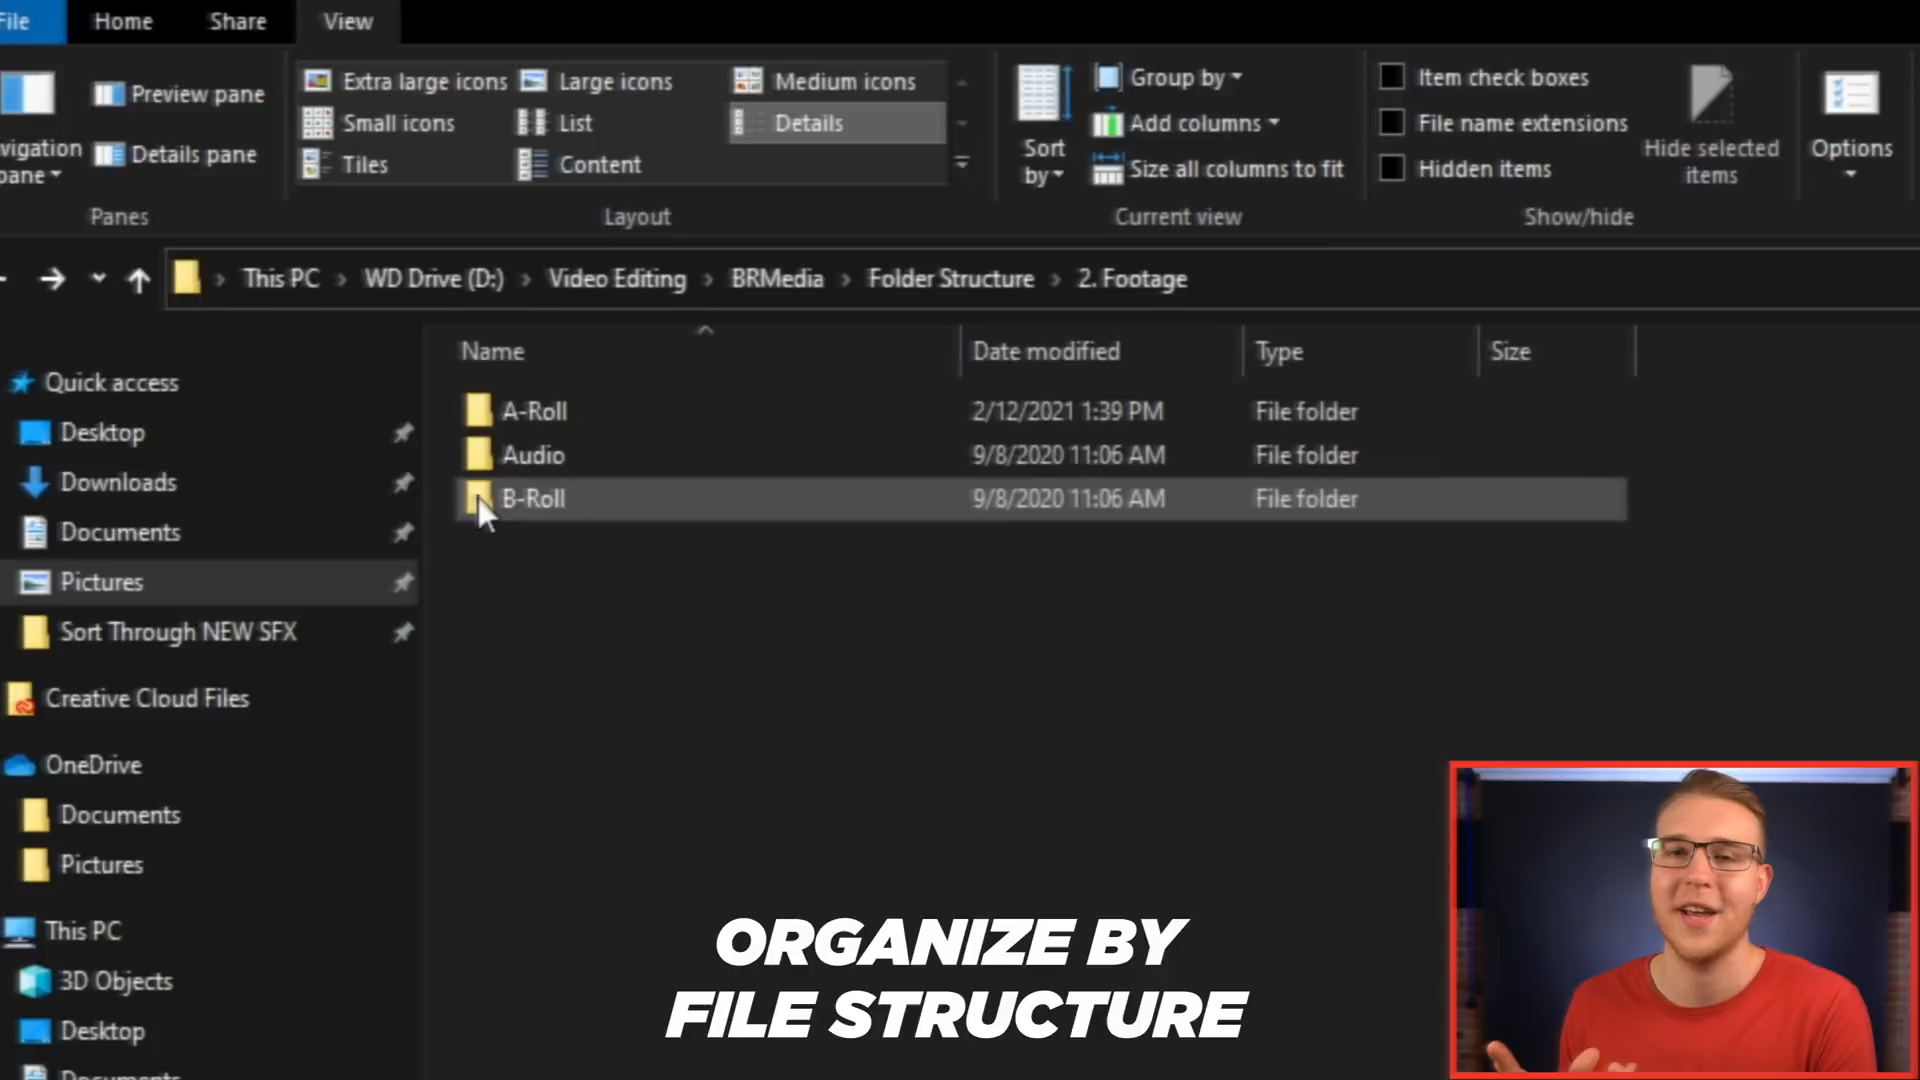 File Home Share View
Preview pane
Details pane
Navigation pane
Panes
Extra large icons Large icons Medium icons
Small icons List Details
Tiles Content
Layout
Sort by
Group by
Add columns
Size all columns to fit
Current view
Item check boxes
File name extensions
Hidden items
Hide selected items
Show/hide
Options
This PC > WD Drive (D:) > Video Editing > BRMedia > Folder Structure > 2. Footage
Name Date modified Type Size
A-Roll 2/12/2021 1:39 PM File folder
Audio 9/8/2020 11:06 AM File folder
B-Roll 9/8/2020 11:06 AM File folder
Quick access
Desktop
Downloads
Documents
Pictures
Sort Through NEW SFX
Creative Cloud Files
OneDrive
Documents
Pictures
This PC
3D Objects
Desktop
Documents
ORGANIZE BY
FILE STRUCTURE